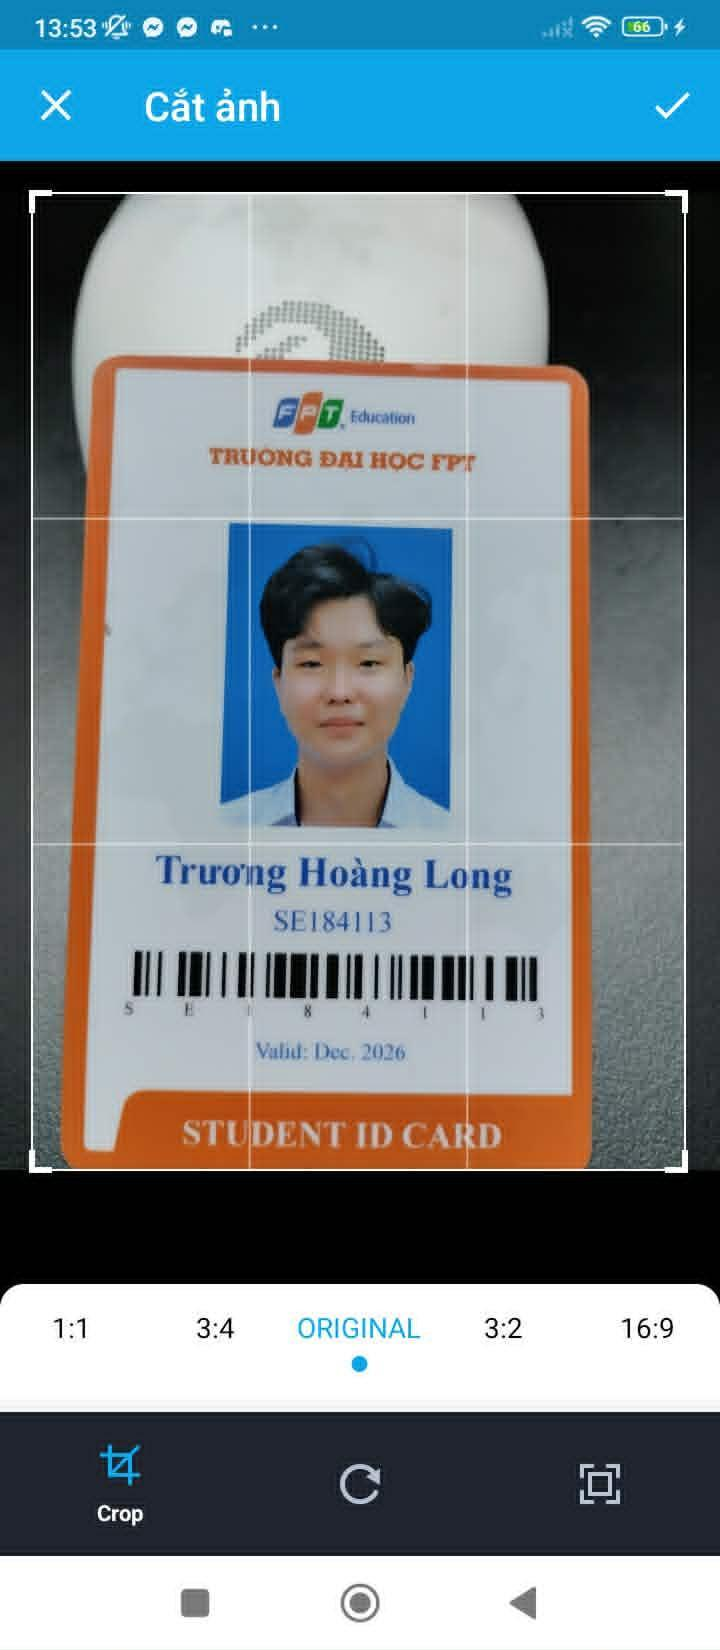 13:53
66
Cắt ảnh
FPT Education
TRƯỜNG ĐẠI HỌC FPT
Trương Hoàng Long
SE184113
S E 1 8 4 1 1 3
Valid: Dec. 2026
STUDENT ID CARD
1:1 3:4 ORIGINAL 3:2 16:9
Crop